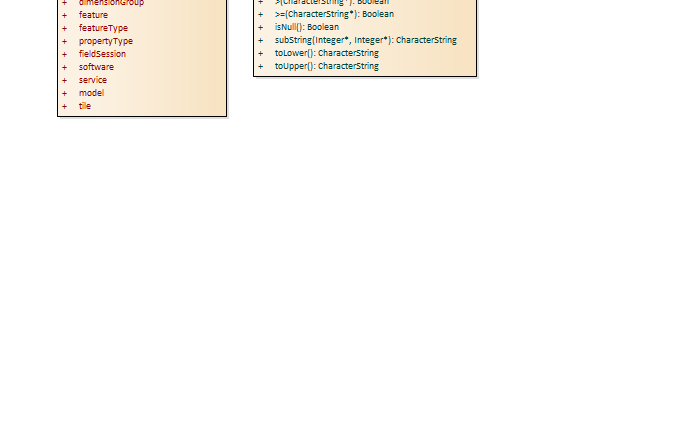 + dimensionGroup
+ feature
+ featureType
+ propertyType
+ fieldSession
+ software
+ service
+ model
+ tile
+ >(CharacterString*): Boolean
+ >=(CharacterString*): Boolean
+ isNull(): Boolean
+ subString(Integer*, Integer*): CharacterString
+ toLower(): CharacterString
+ toUpper(): CharacterString